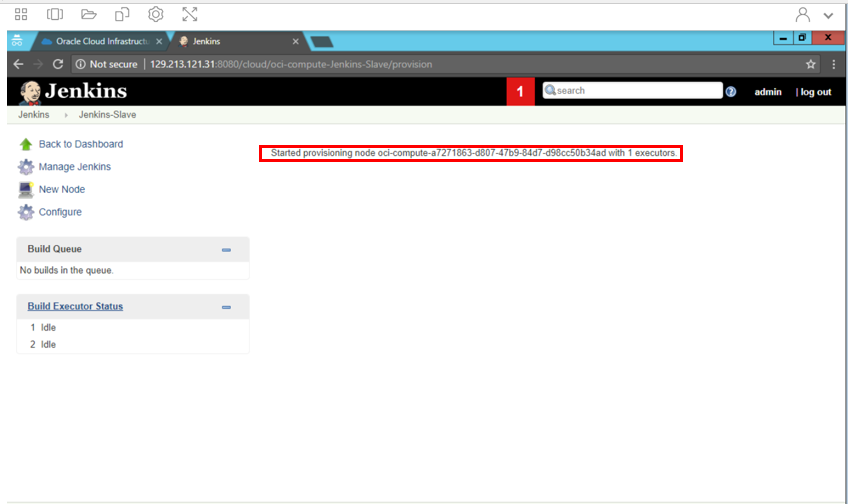 Oracle Cloud Infrastructu
Jenkins
Not secure | 129.213.121.31:8080/cloud/oci-compute-Jenkins-Slave/provision
Jenkins
1
search
admin
| log out
Jenkins
Jenkins-Slave
Back to Dashboard
Manage Jenkins
New Node
Configure
Started provisioning node oci-compute-a7271863-d807-47b9-84d7-d98cc50b34ad with 1 executors.
Build Queue
No builds in the queue.
Build Executor Status
1 Idle
2 Idle